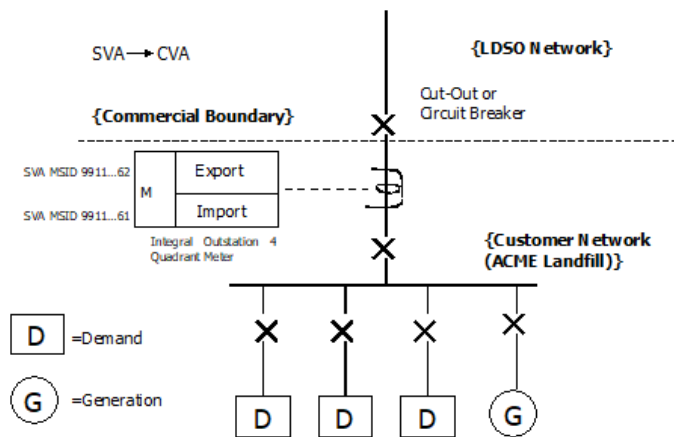 {LDSO Network}
SVA → CVA
Cut-Out or
Circuit Breaker
{Commercial Boundary}
SVA MSID 9911...62
M
Export
SVA MSID 9911...61
Import
Integral Outstation 4
Quadrant Meter
{Customer Network
(ACME Landfill)}
D
=Demand
G
=Generation
D
D
D
G